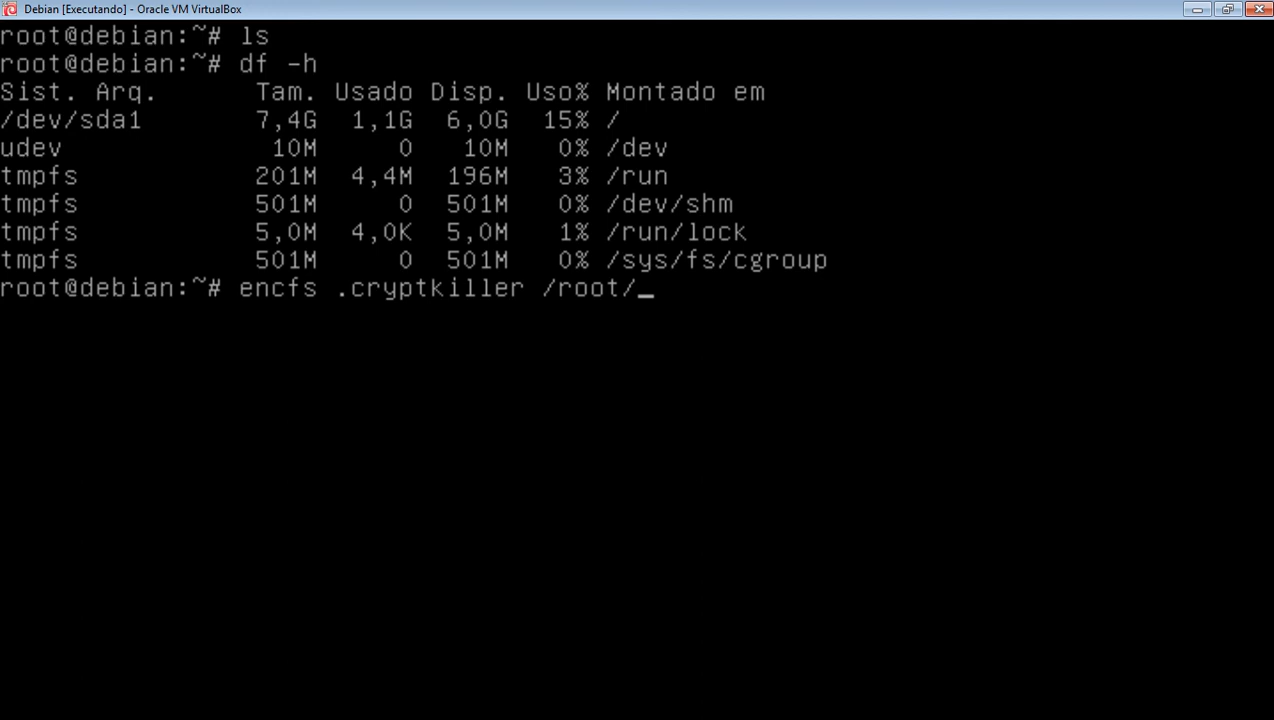 Debian [Executando] - Oracle VM VirtualBox
root@debian:~# ls
root@debian:~# df -h
Sist. Arq. Tam. Usado Disp. Uso% Montado em
/dev/sda1 7,4G 1,1G 6,0G 15% /
udev 10M 0 10M 0% /dev
tmpfs 201M 4,4M 196M 3% /run
tmpfs 501M 0 501M 0% /dev/shm
tmpfs 5,0M 4,0K 5,0M 1% /run/lock
tmpfs 501M 0 501M 0% /sys/fs/cgroup
root@debian:~# encfs .cryptkiller /root/_